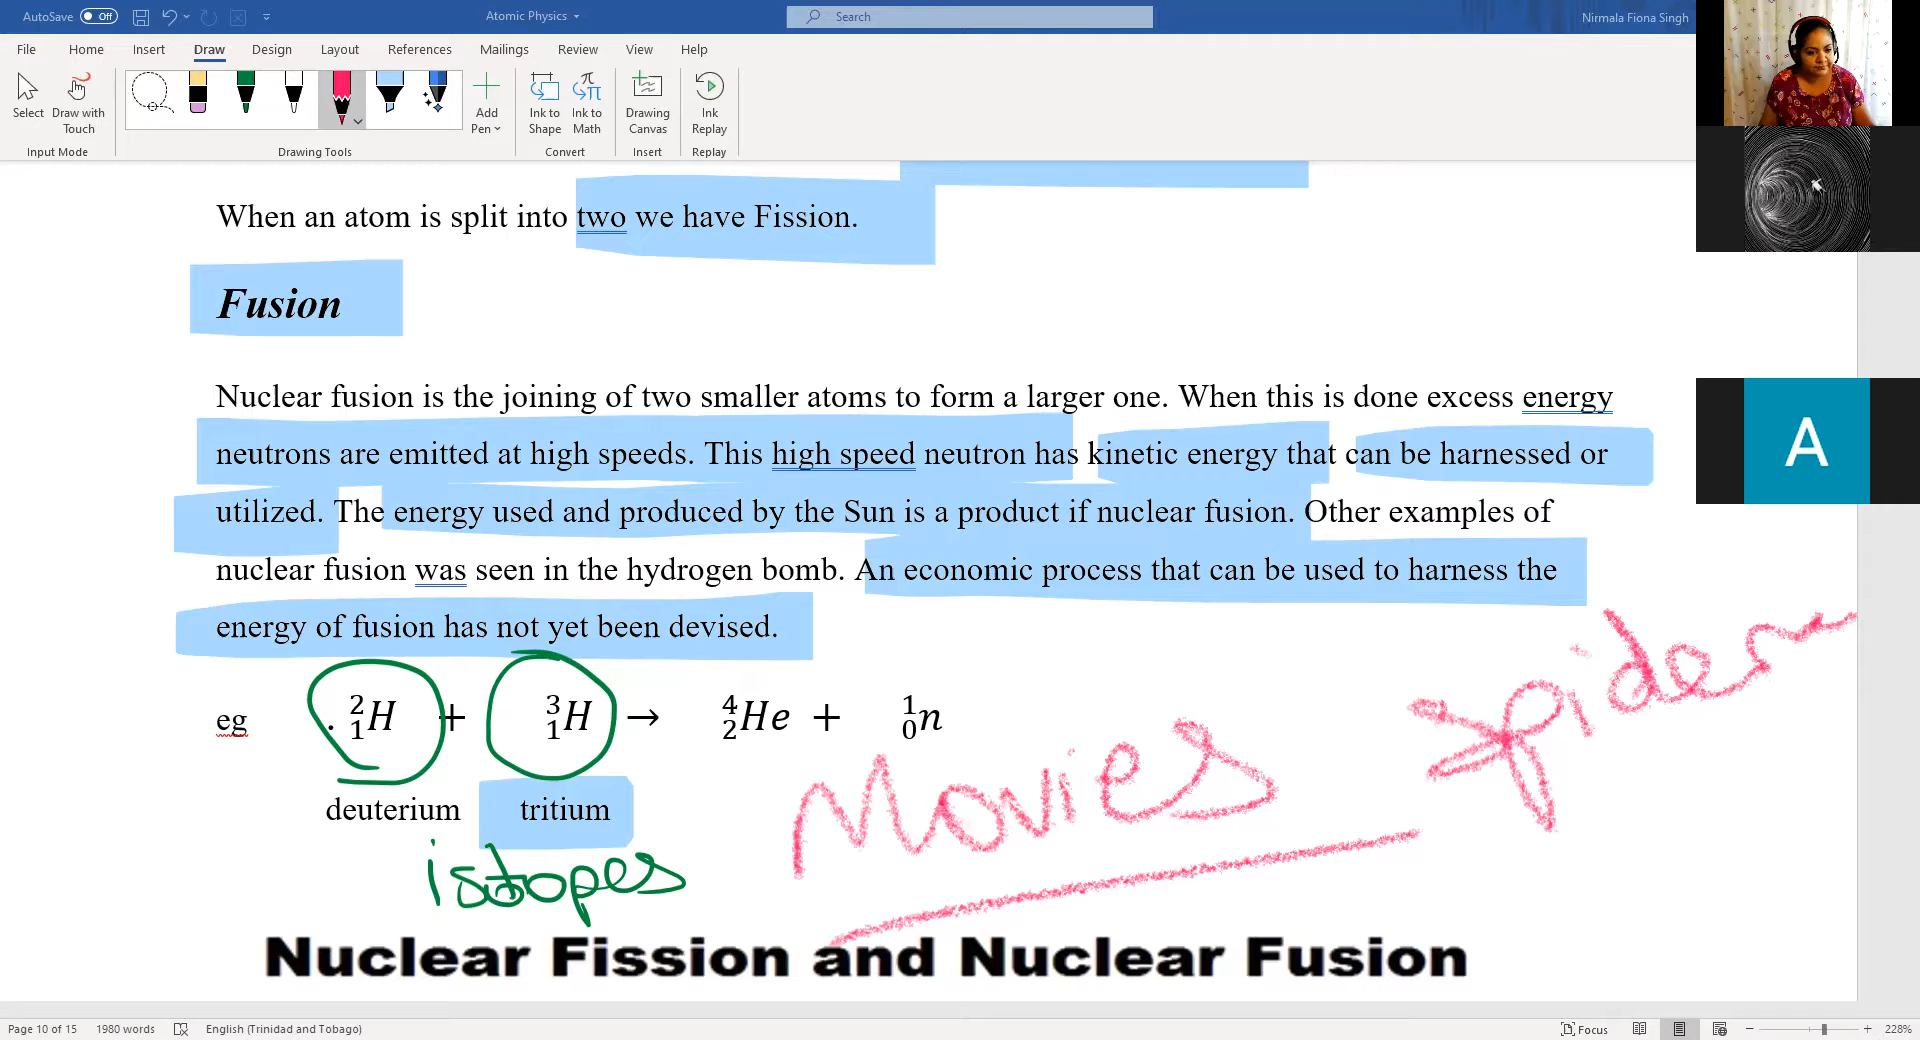 AutoSave Off
Atomic Physics
Search
Nirmala Fiona Singh
File Home Insert Draw Design Layout References Mailings Review View Help
Select
Draw with Touch
Add Pen
Ink to Shape
Ink to Math
Drawing Canvas
Ink Replay
Input Mode
Drawing Tools
Convert
Insert
Replay
When an atom is split into two we have Fission.
Fusion
Nuclear fusion is the joining of two smaller atoms to form a larger one. When this is done excess energy
neutrons are emitted at high speeds. This high speed neutron has kinetic energy that can be harnessed or
utilized. The energy used and produced by the Sun is a product if nuclear fusion. Other examples of
nuclear fusion was seen in the hydrogen bomb. An economic process that can be used to harness the
energy of fusion has not yet been devised.
eg . ²₁H + ³₁H → ⁴₂He + ¹₀n
deuterium tritium
isotopes
Movies
Nuclear Fission and Nuclear Fusion
A
Page 10 of 15 1980 words English (Trinidad and Tobago) Focus 228%